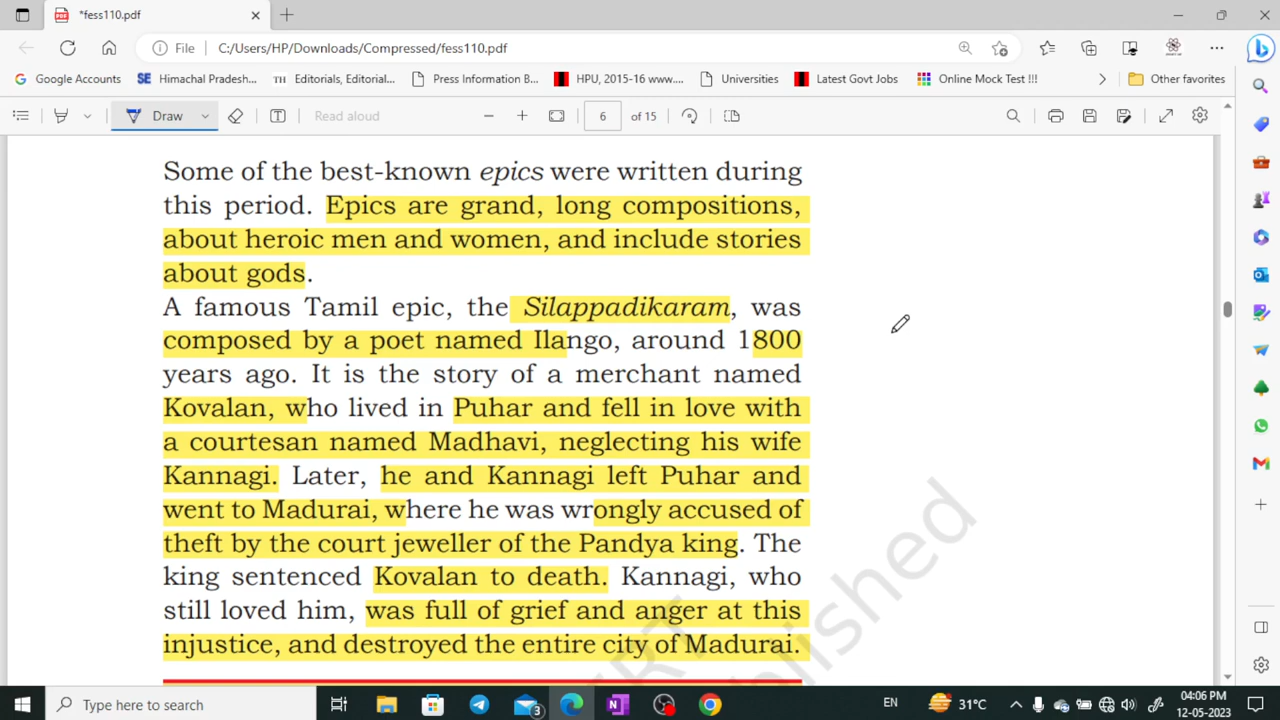 *fess110.pdf
File C:/Users/HP/Downloads/Compressed/fess110.pdf
Google Accounts SE Himachal Pradesh... TH Editorials, Editorial... Press Information B... HPU, 2015-16 www.... Universities Latest Govt Jobs Online Mock Test !!! Other favorites
Draw Read aloud 6 of 15
Some of the best-known epics were written during
this period. Epics are grand, long compositions,
about heroic men and women, and include stories
about gods.
A famous Tamil epic, the Silappadikaram, was
composed by a poet named Ilango, around 1800
years ago. It is the story of a merchant named
Kovalan, who lived in Puhar and fell in love with
a courtesan named Madhavi, neglecting his wife
Kannagi. Later, he and Kannagi left Puhar and
went to Madurai, where he was wrongly accused of
theft by the court jeweller of the Pandya king. The
king sentenced Kovalan to death. Kannagi, who
still loved him, was full of grief and anger at this
injustice, and destroyed the entire city of Madurai.
Type here to search 3 N EN 31°C 04:06 PM
12-05-2023